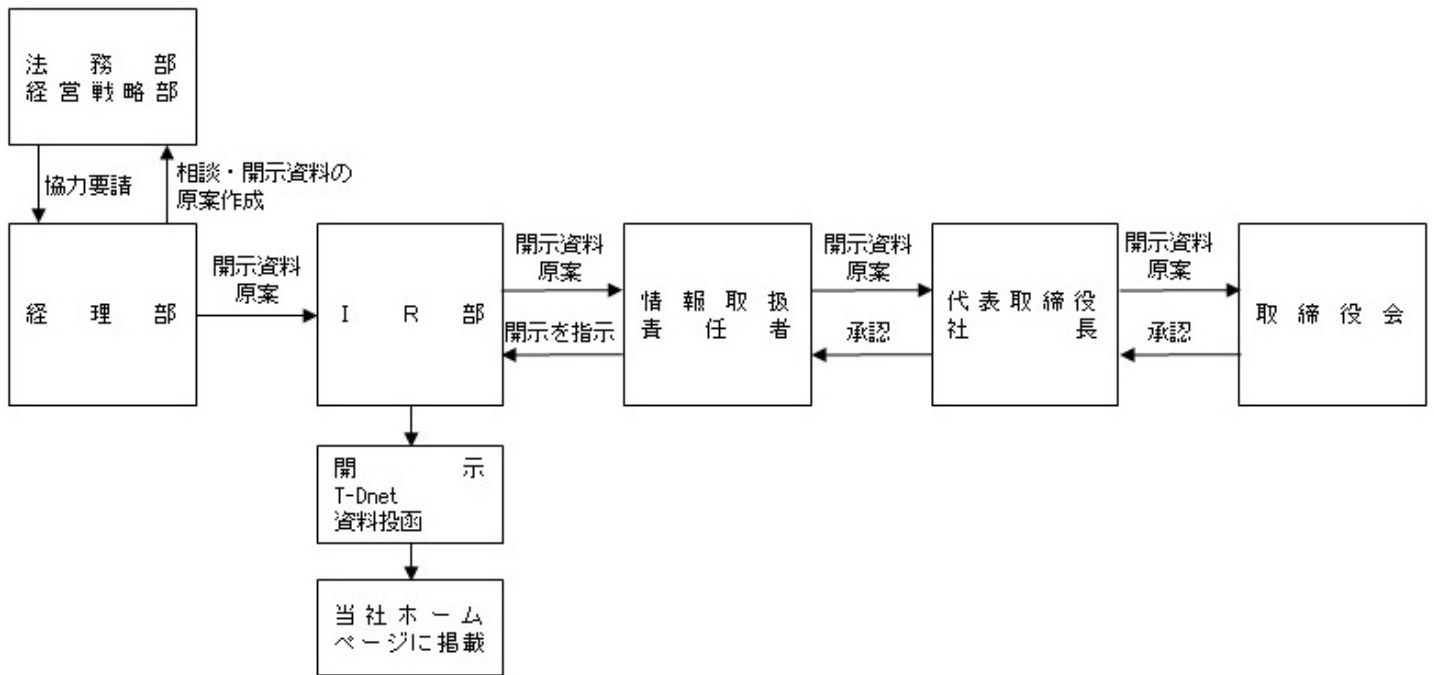 法務部
経営戦略部
協力要請
相談・開示資料の
原案作成
経理部
開示資料
原案
IR部
開示資料
原案
開示を指示
情報取扱
責任者
開示資料
原案
承認
代表取締役
社長
開示資料
原案
承認
取締役会
開示
T-Dnet
資料投函
当社ホーム
ページに掲載